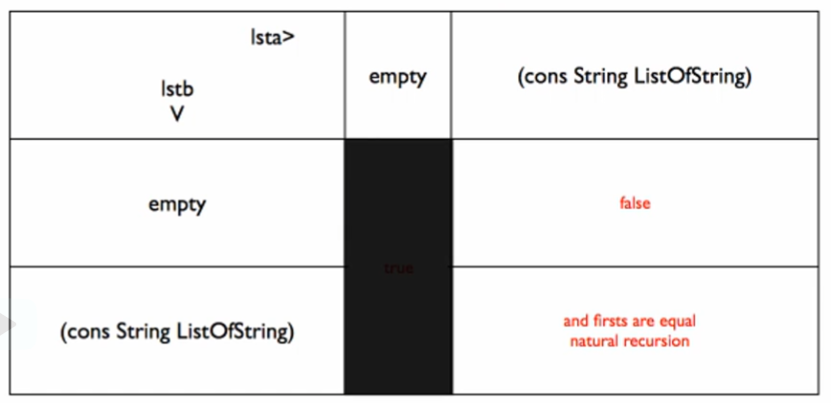 lsta>
lstb
V
empty
(cons String ListOfString)
empty
false
true
(cons String ListOfString)
and firsts are equal
natural recursion